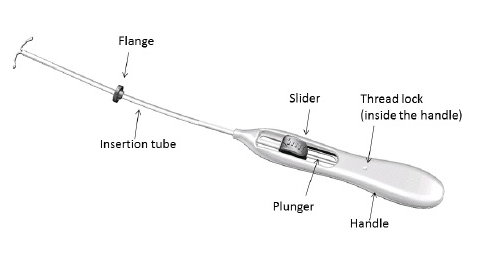 Flange
Slider
Thread lock
(inside the handle)
Insertion tube
Plunger
Handle